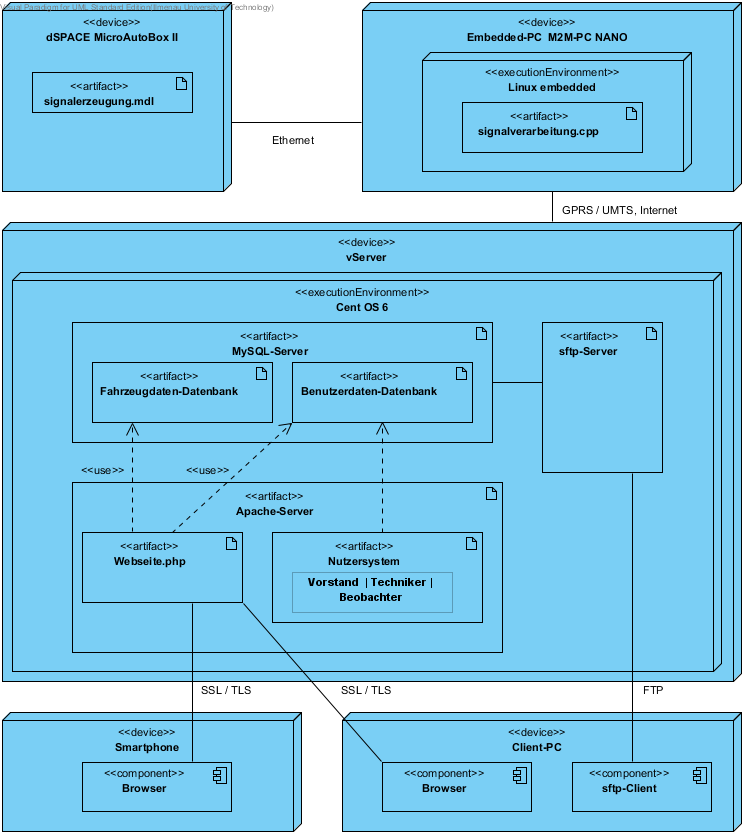 Visual Paradigm for UML Standard Edition(Ilmenau University of Technology)
<<device>>
dSPACE MicroAutoBox II
<<artifact>>
signalerzeugung.mdl
Ethernet
<<device>>
Embedded-PC M2M-PC NANO
<<executionEnvironment>>
Linux embedded
<<artifact>>
signalverarbeitung.cpp
GPRS / UMTS, Internet
<<device>>
vServer
<<executionEnvironment>>
Cent OS 6
<<artifact>>
MySQL-Server
<<artifact>>
Fahrzeugdaten-Datenbank
<<artifact>>
Benutzerdaten-Datenbank
<<artifact>>
sftp-Server
<<use>>
<<use>>
<<artifact>>
Apache-Server
<<artifact>>
Webseite.php
<<artifact>>
Nutzersystem
Vorstand | Techniker |
Beobachter
SSL / TLS
SSL / TLS
FTP
<<device>>
Smartphone
<<component>>
Browser
<<device>>
Client-PC
<<component>>
Browser
<<component>>
sftp-Client